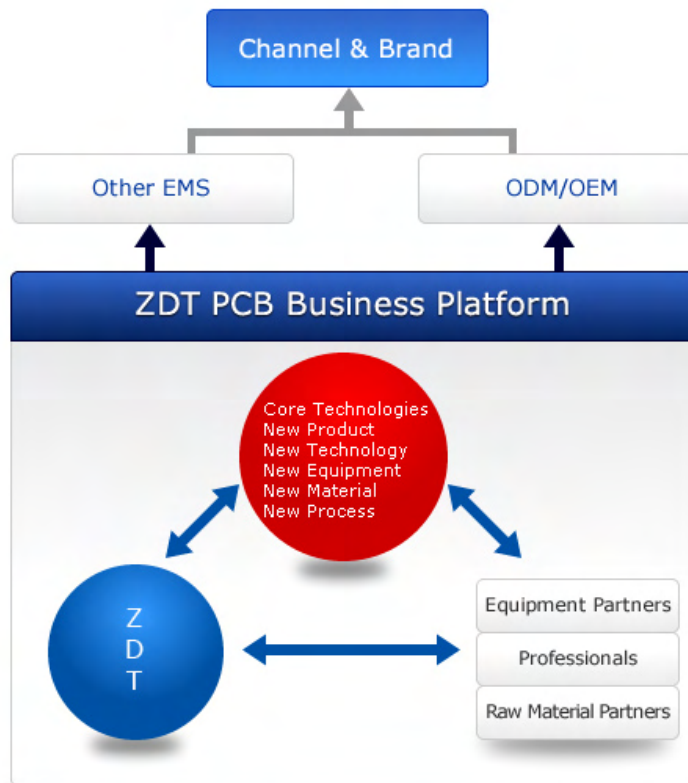 Channel & Brand
Other EMS
ODM/OEM
ZDT PCB Business Platform
Core Technologies
New Product
New Technology
New Equipment
New Material
New Process
Z
D
T
Equipment Partners
Professionals
Raw Material Partners